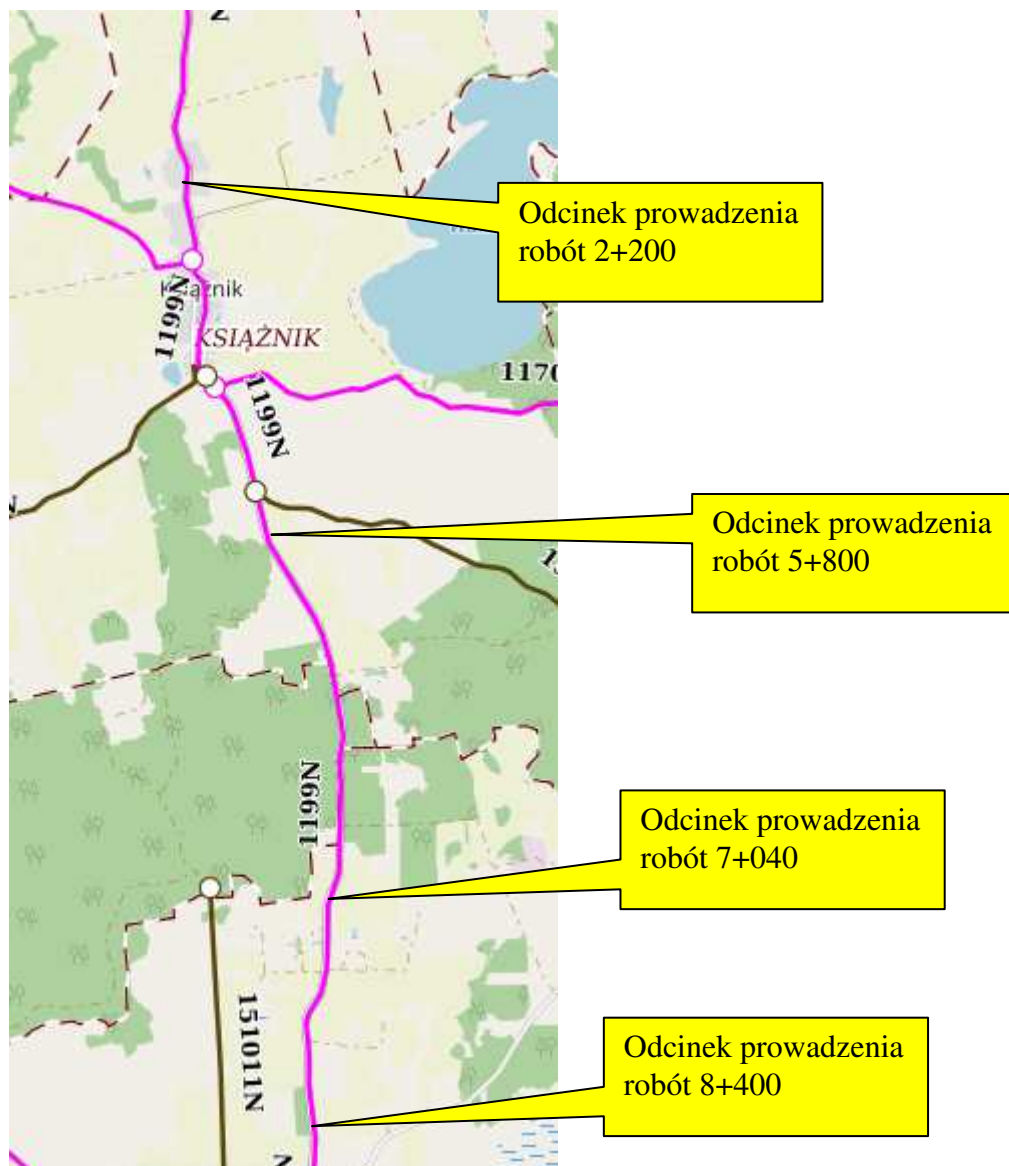 Odcinek prowadzenia
robót 2+200
1199N
Książnik
KSIĄŻNIK
1170
1199N
Odcinek prowadzenia
robót 5+800
1199N
Odcinek prowadzenia
robót 7+040
151011N
Odcinek prowadzenia
robót 8+400
N